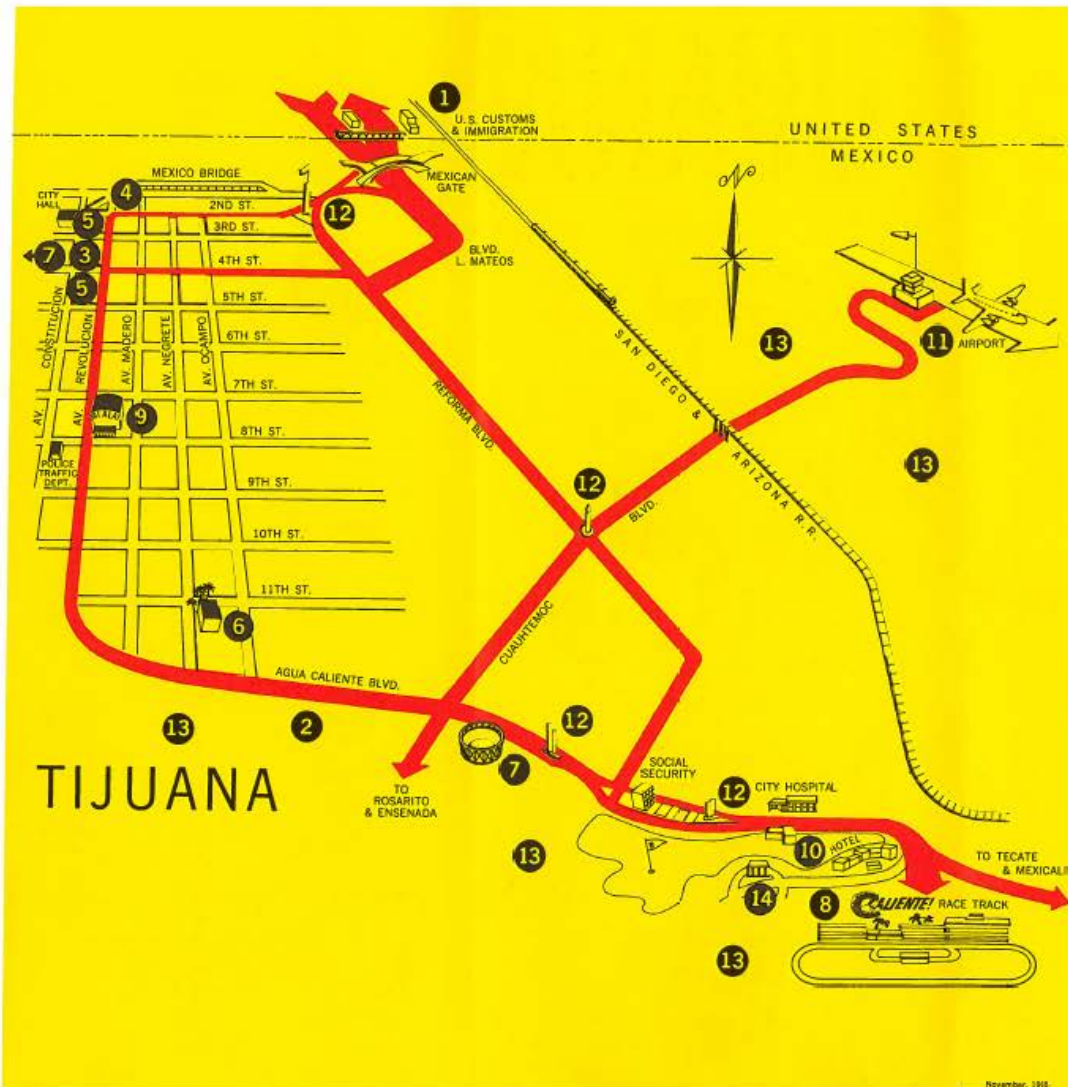 1
U.S. CUSTOMS
& IMMIGRATION
UNITED STATES
MEXICO
MEXICO BRIDGE
MEXICAN
GATE
CITY
HALL
4
2ND ST.
12
5
3RD ST.
N
7
3
4TH ST.
BLVD.
L. MATEOS
5
5TH ST.
AV. CONSTITUCION
AV. REVOLUCION
AV. MADERO
AV. NEGRETE
AV. OCAMPO
6TH ST.
7TH ST.
9
8TH ST.
POLICE
TRAFFIC
DEPT.
9TH ST.
10TH ST.
11TH ST.
6
REFORMA BLVD.
SAN DIEGO &
ARIZONA R.R.
13
11
AIRPORT
13
12
CUAUHTEMOC
BLVD.
AGUA CALIENTE BLVD.
13
2
12
7
TIJUANA
TO
ROSARITO
& ENSENADA
SOCIAL
SECURITY
12
CITY HOSPITAL
13
10
HOTEL
14
TO TECATE
& MEXICALI
8
CALIENTE! RACE TRACK
13
November, 1968.